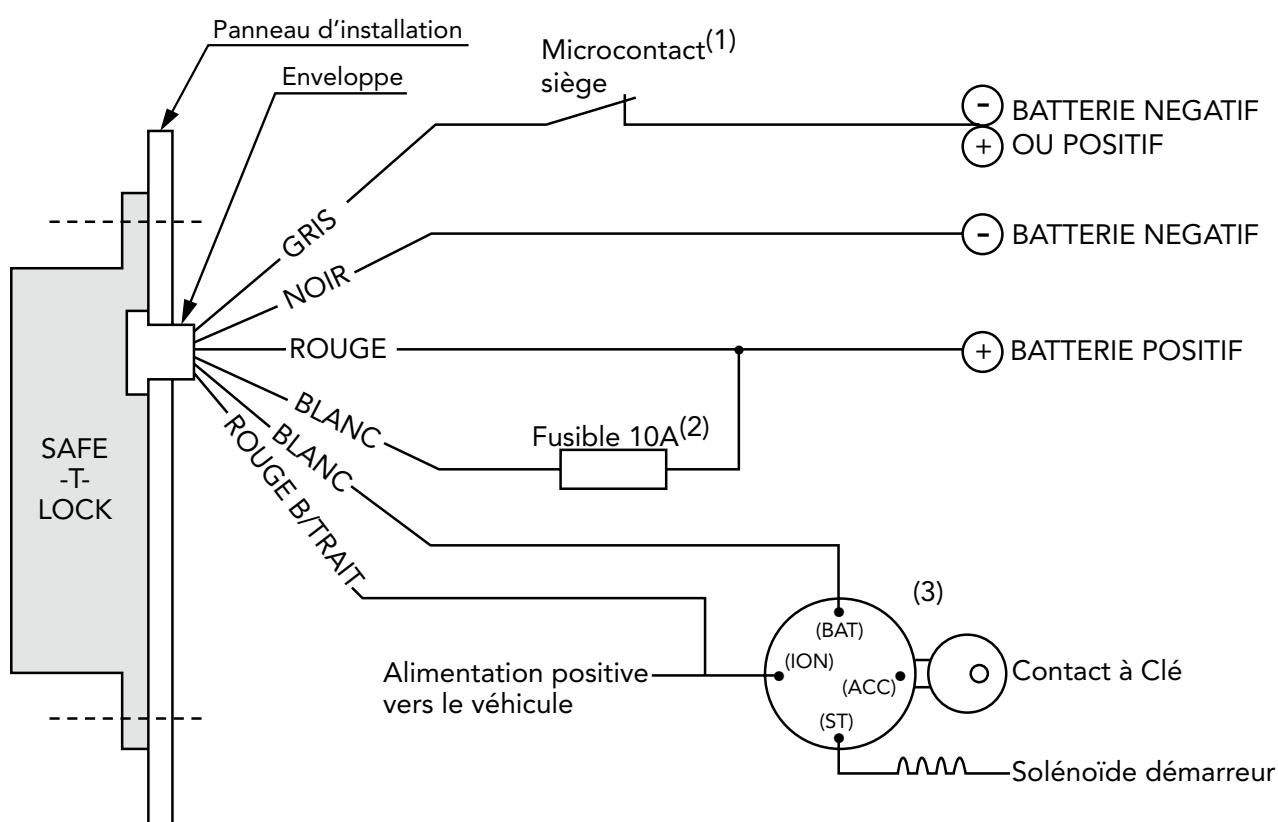 Panneau d'installation
Enveloppe
Microcontact(1)
siège
- BATTERIE NEGATIF
+ OU POSITIF
GRIS
- BATTERIE NEGATIF
NOIR
ROUGE
+ BATTERIE POSITIF
BLANC
Fusible 10A(2)
BLANC
ROUGE B/TRAIT
SAFE
-T-
LOCK
(3)
(BAT)
(ION)
(ACC)
(ST)
Contact à Clé
Alimentation positive
vers le véhicule
Solénoïde démarreur